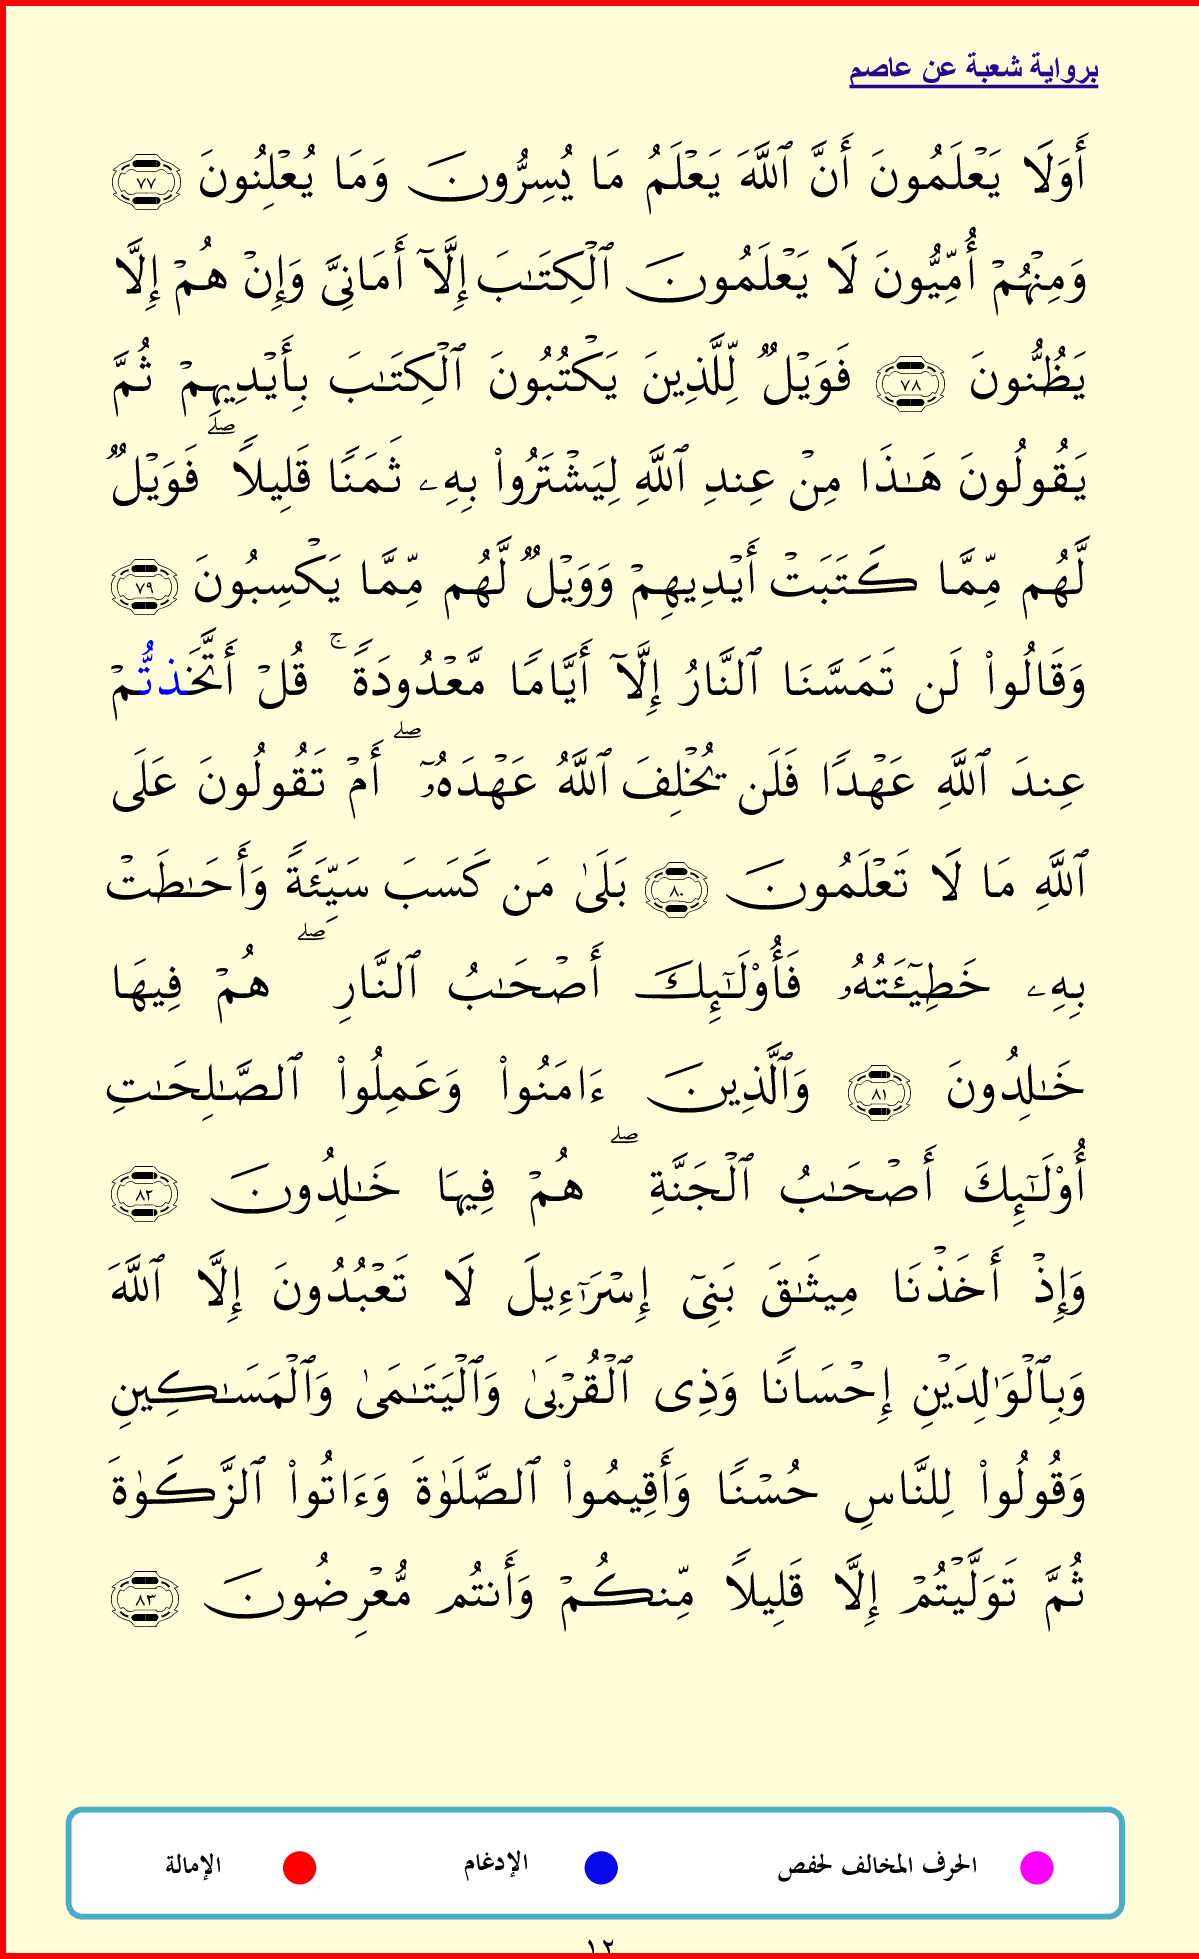 برواية شعبة عن عاصم
أَوَلَا يَعْلَمُونَ أَنَّ ٱللَّهَ يَعْلَمُ مَا يُسِرُّونَ وَمَا يُعْلِنُونَ ٧٧
وَمِنْهُمْ أُمِّيُّونَ لَا يَعْلَمُونَ ٱلْكِتَٰبَ إِلَّآ أَمَانِيَّ وَإِنْ هُمْ إِلَّا
يَظُنُّونَ ٧٨ فَوَيْلٌ لِّلَّذِينَ يَكْتُبُونَ ٱلْكِتَٰبَ بِأَيْدِيهِمْ ثُمَّ
يَقُولُونَ هَٰذَا مِنْ عِندِ ٱللَّهِ لِيَشْتَرُوا۟ بِهِۦ ثَمَنًا قَلِيلًا ۖ فَوَيْلٌ
لَّهُم مِّمَّا كَتَبَتْ أَيْدِيهِمْ وَوَيْلٌ لَّهُم مِّمَّا يَكْسِبُونَ ٧٩
وَقَالُوا۟ لَن تَمَسَّنَا ٱلنَّارُ إِلَّآ أَيَّامًا مَّعْدُودَةً ۚ قُلْ أَتَّخَذتُّمْ
عِندَ ٱللَّهِ عَهْدًا فَلَن يُخْلِفَ ٱللَّهُ عَهْدَهُۥٓ ۖ أَمْ تَقُولُونَ عَلَى
ٱللَّهِ مَا لَا تَعْلَمُونَ ٨٠ بَلَىٰ مَن كَسَبَ سَيِّئَةً وَأَحَٰطَتْ
بِهِۦ خَطِيٓـَٔتُهُۥ فَأُو۟لَٰٓئِكَ أَصْحَٰبُ ٱلنَّارِ ۖ هُمْ فِيهَا
خَٰلِدُونَ ٨١ وَٱلَّذِينَ ءَامَنُوا۟ وَعَمِلُوا۟ ٱلصَّٰلِحَٰتِ
أُو۟لَٰٓئِكَ أَصْحَٰبُ ٱلْجَنَّةِ ۖ هُمْ فِيهَا خَٰلِدُونَ ٨٢
وَإِذْ أَخَذْنَا مِيثَٰقَ بَنِىٓ إِسْرَٰٓءِيلَ لَا تَعْبُدُونَ إِلَّا ٱللَّهَ
وَبِٱلْوَٰلِدَيْنِ إِحْسَانًا وَذِى ٱلْقُرْبَىٰ وَٱلْيَتَٰمَىٰ وَٱلْمَسَٰكِينِ
وَقُولُوا۟ لِلنَّاسِ حُسْنًا وَأَقِيمُوا۟ ٱلصَّلَوٰةَ وَءَاتُوا۟ ٱلزَّكَوٰةَ
ثُمَّ تَوَلَّيْتُمْ إِلَّا قَلِيلًا مِّنكُمْ وَأَنتُم مُّعْرِضُونَ ٨٣
الحرف المخالف لحفص الإدغام الإمالة
١٢